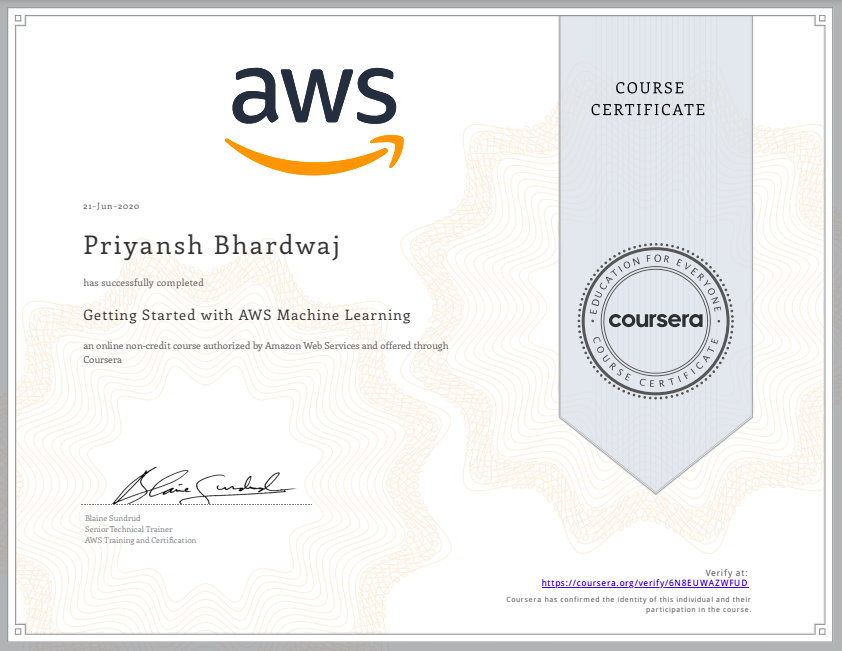 aws
COURSE
CERTIFICATE
21-Jun-2020
Priyansh Bhardwaj
has successfully completed
Getting Started with AWS Machine Learning
an online non-credit course authorized by Amazon Web Services and offered through
Coursera
EDUCATION FOR EVERYONE
coursera
COURSE CERTIFICATE
Blaine Sundrud
Blaine Sundrud
Senior Technical Trainer
AWS Training and Certification
Verify at:
https://coursera.org/verify/6N8EUWAZWFUD
Coursera has confirmed the identity of this individual and their
participation in the course.